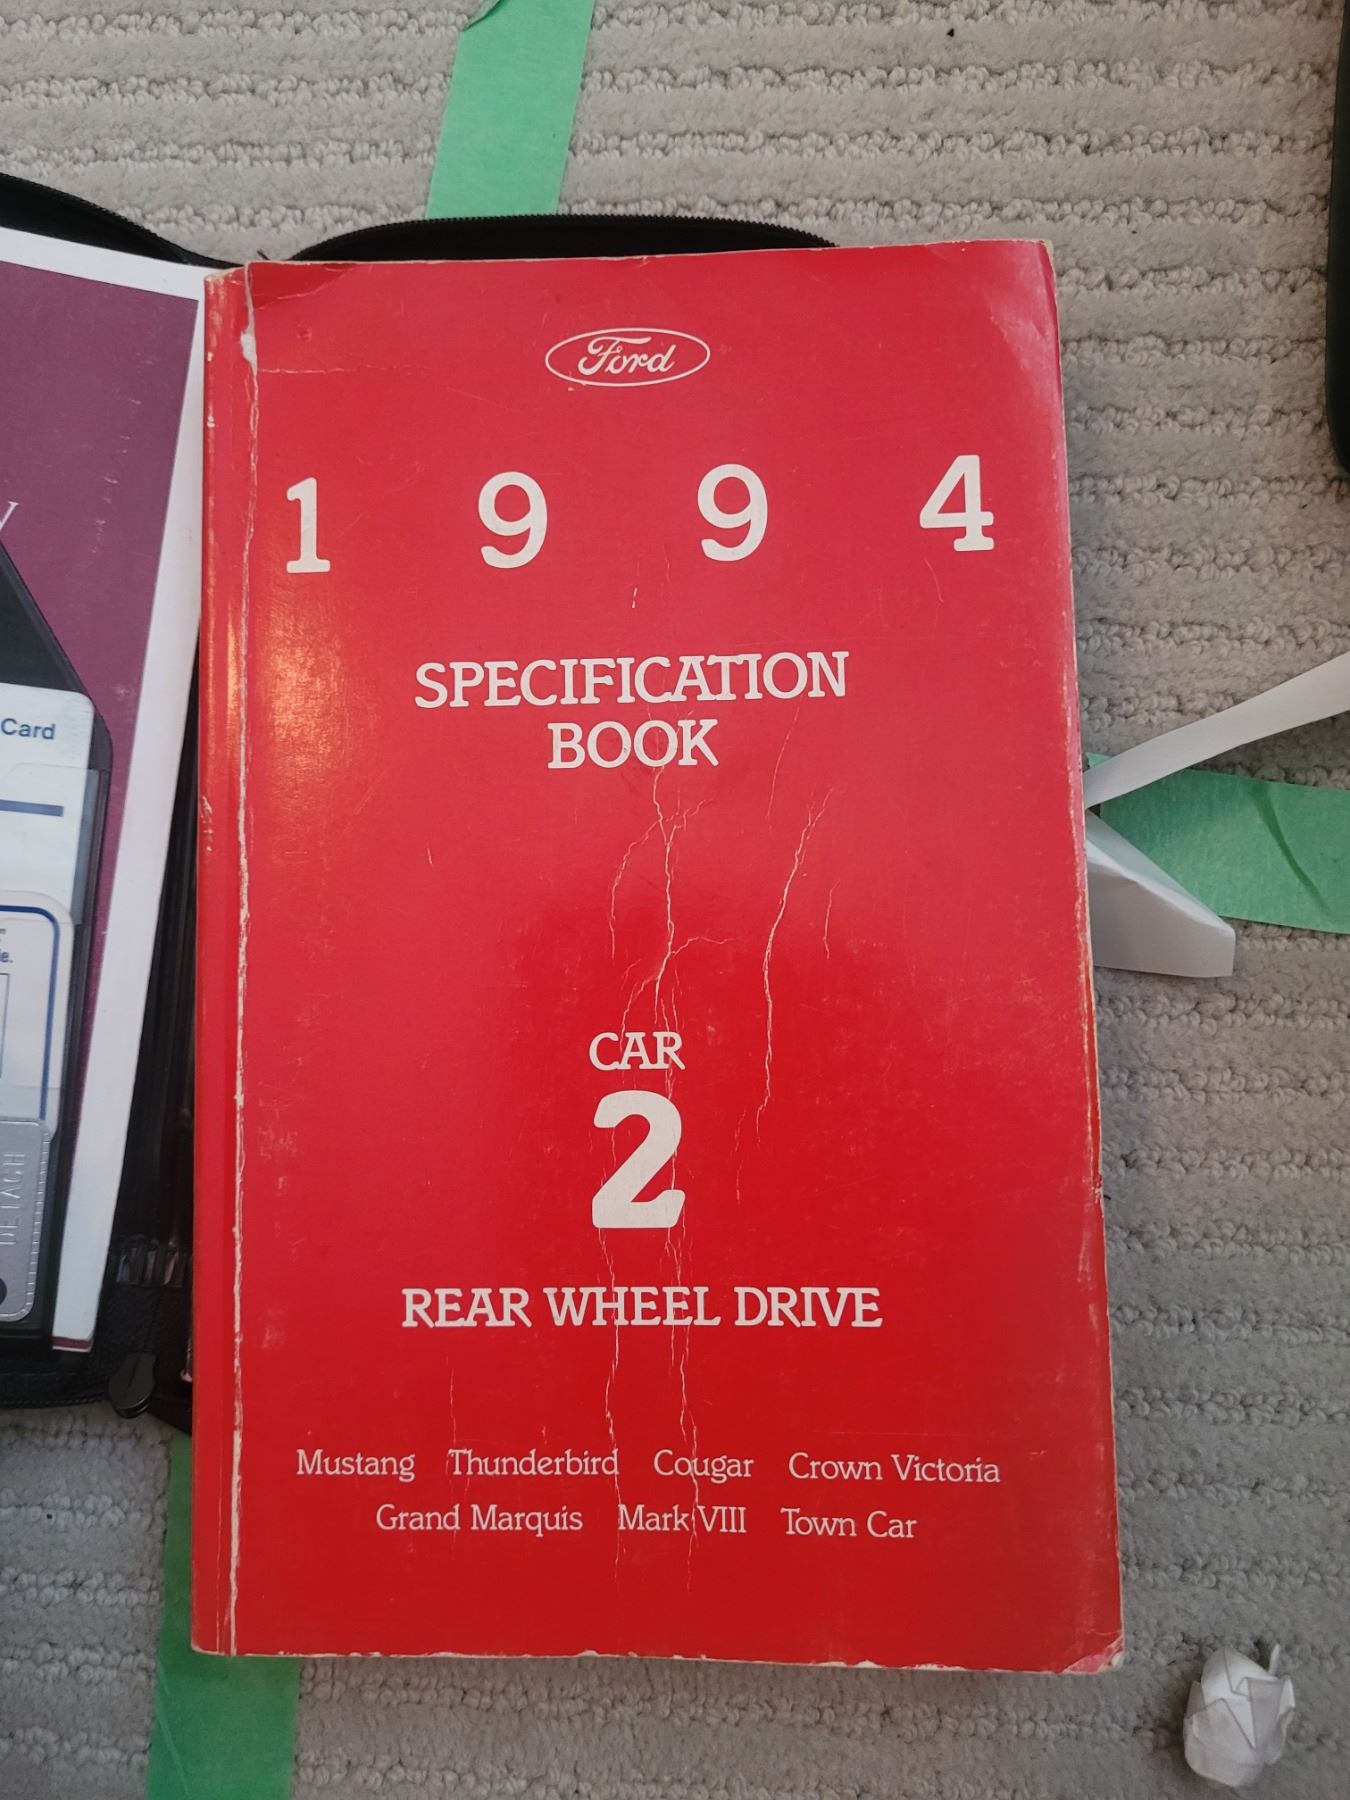 Ford
1 9 9 4
SPECIFICATION
BOOK
CAR
2
REAR WHEEL DRIVE
Mustang Thunderbird Cougar Crown Victoria
Grand Marquis Mark VIII Town Car
Card
DETACH